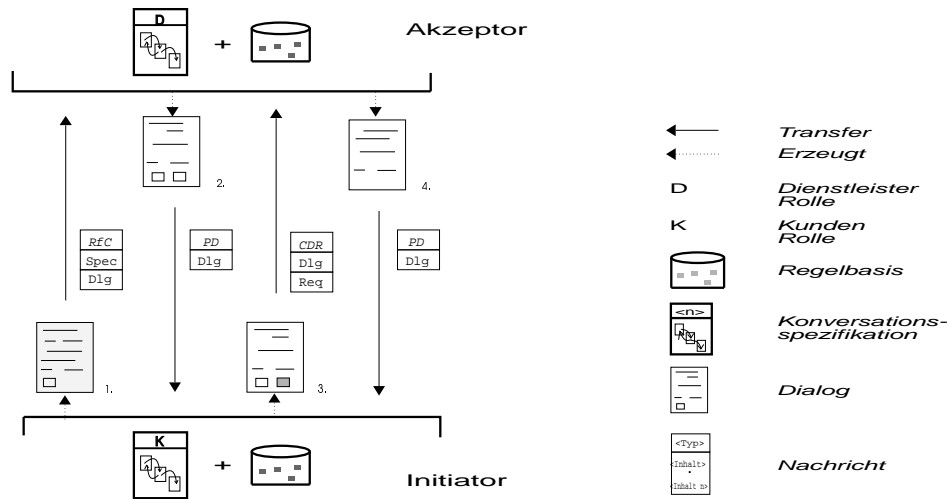 D
+
Akzeptor
2.
4.
RfC
Spec
Dlg
PD
Dlg
CDR
Dlg
Req
PD
Dlg
1.
3.
K
+
Initiator
Transfer
Erzeugt
D
Dienstleister
Rolle
K
Kunden
Rolle
Regelbasis
<n>
Konversations-
spezifikation
Dialog
<Typ>
<Inhalt>
.
<Inhalt n>
Nachricht